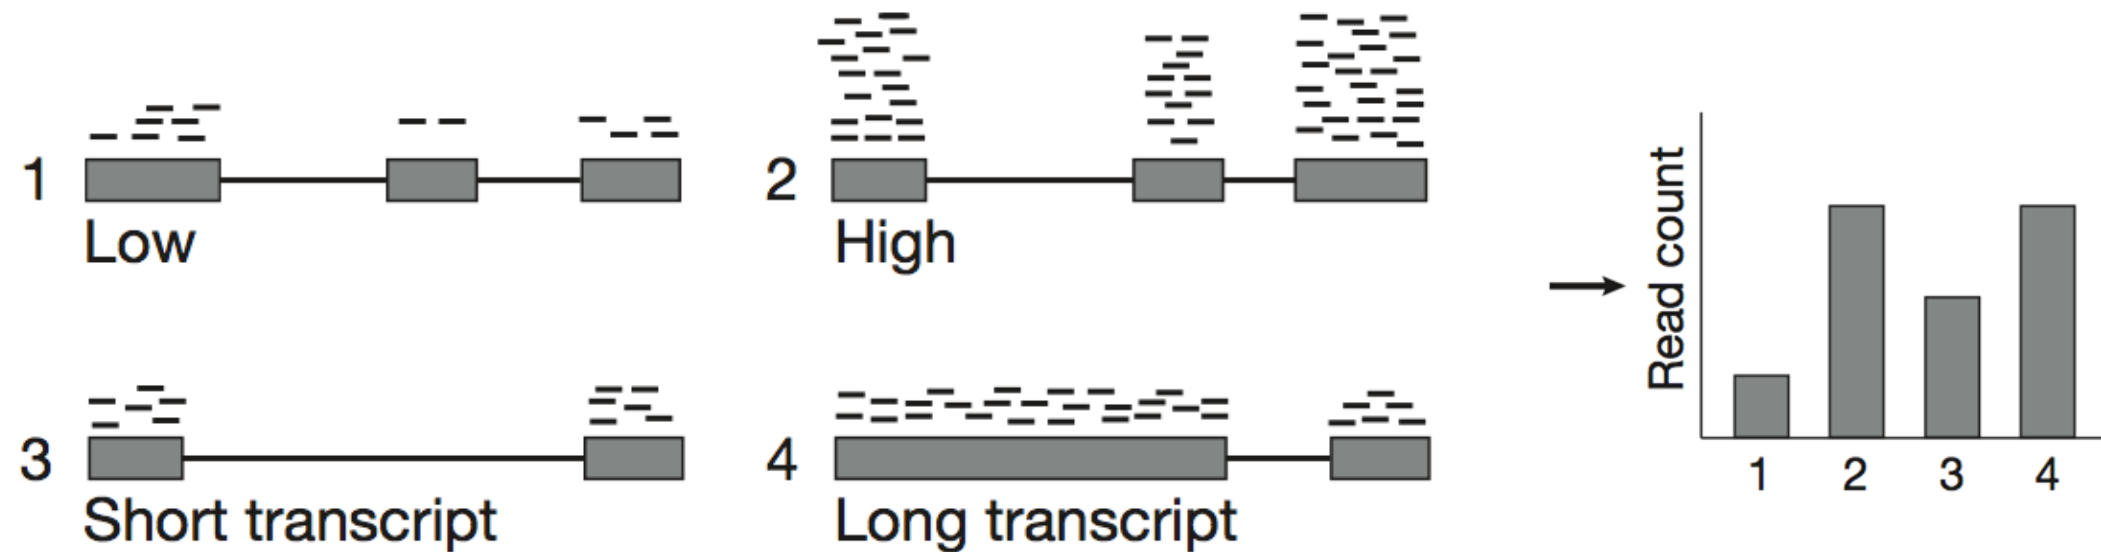 1
Low
2
High
3
Short transcript
4
Long transcript
Read count
1 2 3 4